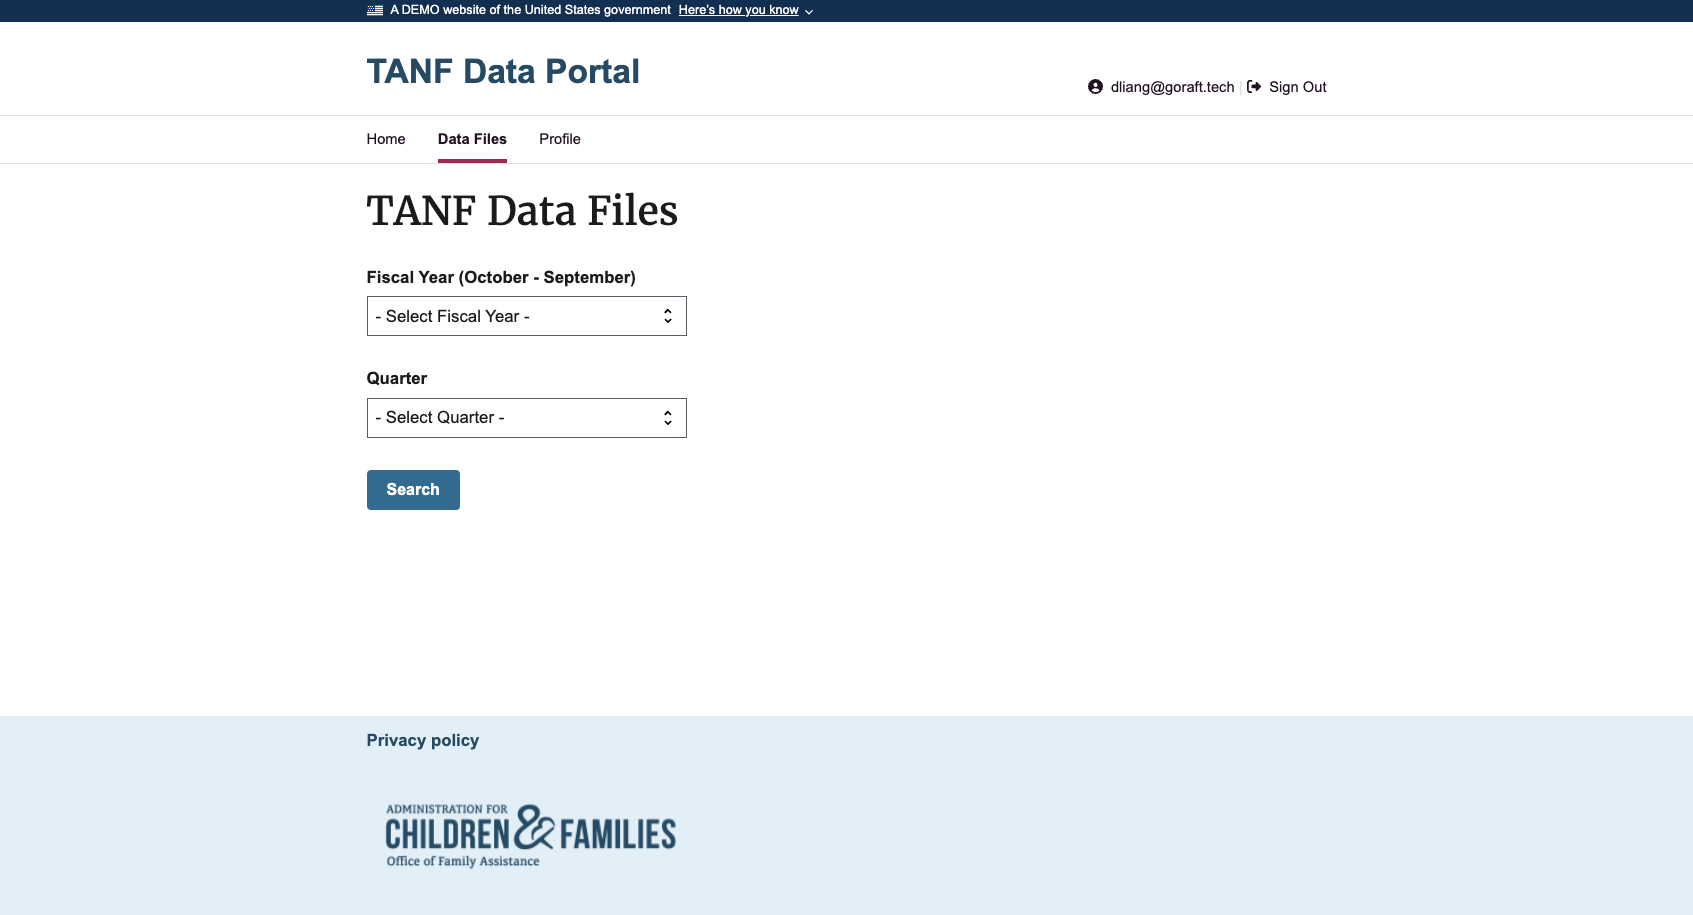 A DEMO website of the United States government Here's how you know
TANF Data Portal
dliang@goraft.tech Sign Out
Home Data Files Profile
TANF Data Files
Fiscal Year (October - September)
- Select Fiscal Year -
Quarter
- Select Quarter -
Search
Privacy policy
ADMINISTRATION FOR
CHILDREN & FAMILIES
Office of Family Assistance